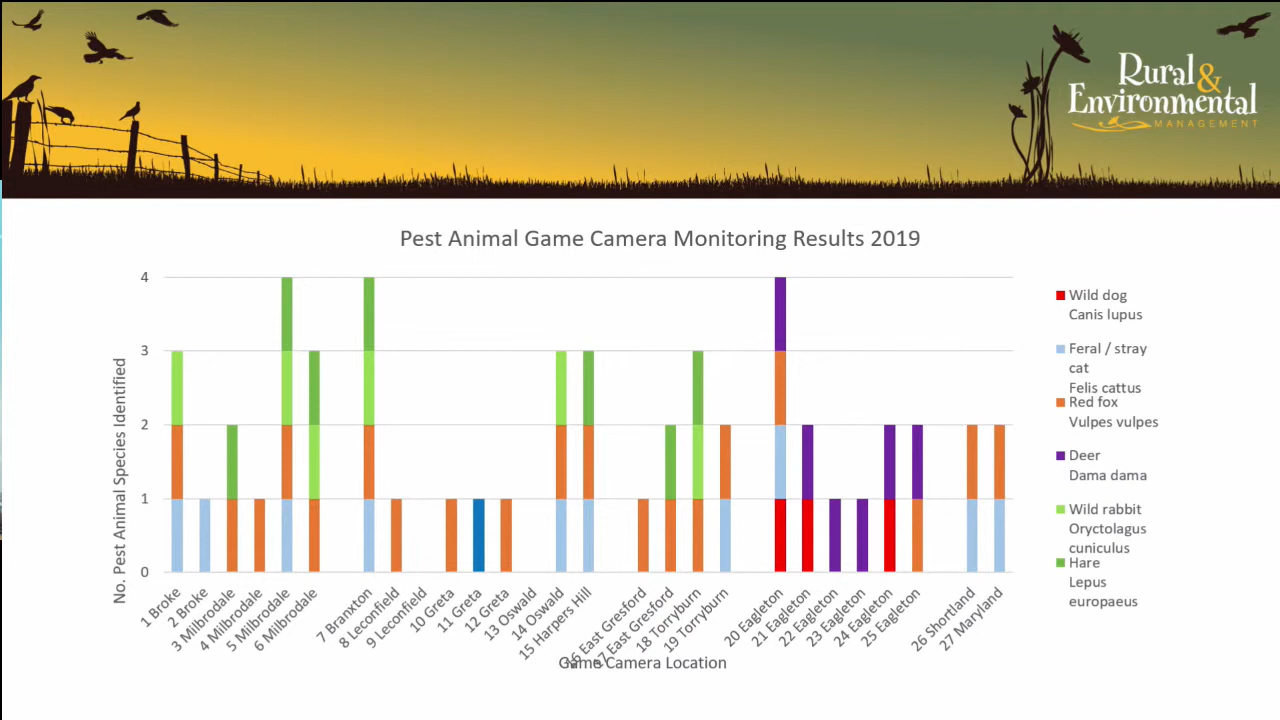 Rural &
Environmental
MANAGEMENT
Pest Animal Game Camera Monitoring Results 2019
No. Pest Animal Species Identified
4
3
2
1
0
1 Broke
2 Broke
3 Milbrodale
4 Milbrodale
5 Milbrodale
6 Milbrodale
7 Branxton
8 Leconfield
9 Leconfield
10 Greta
11 Greta
12 Greta
13 Oswald
14 Oswald
15 Harpers Hill
16 East Gresford
17 East Gresford
18 Torryburn
19 Torryburn
20 Eagleton
21 Eagleton
22 Eagleton
23 Eagleton
24 Eagleton
25 Eagleton
26 Shortland
27 Maryland
Game Camera Location
Wild dog
Canis lupus
Feral / stray
cat
Felis cattus
Red fox
Vulpes vulpes
Deer
Dama dama
Wild rabbit
Oryctolagus
cuniculus
Hare
Lepus
europaeus